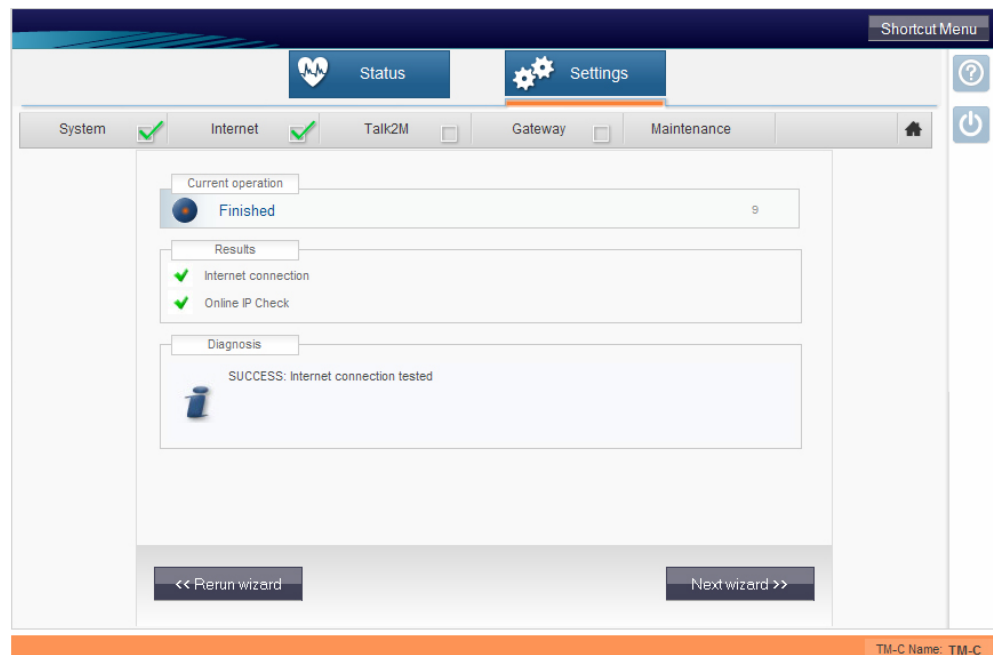 Shortcut Menu
Status
Settings
System
Internet
Talk2M
Gateway
Maintenance
Current operation
Finished
9
Results
Internet connection
Online IP Check
Diagnosis
SUCCESS: Internet connection tested
<< Rerun wizard
Next wizard >>
TM-C Name: TM-C